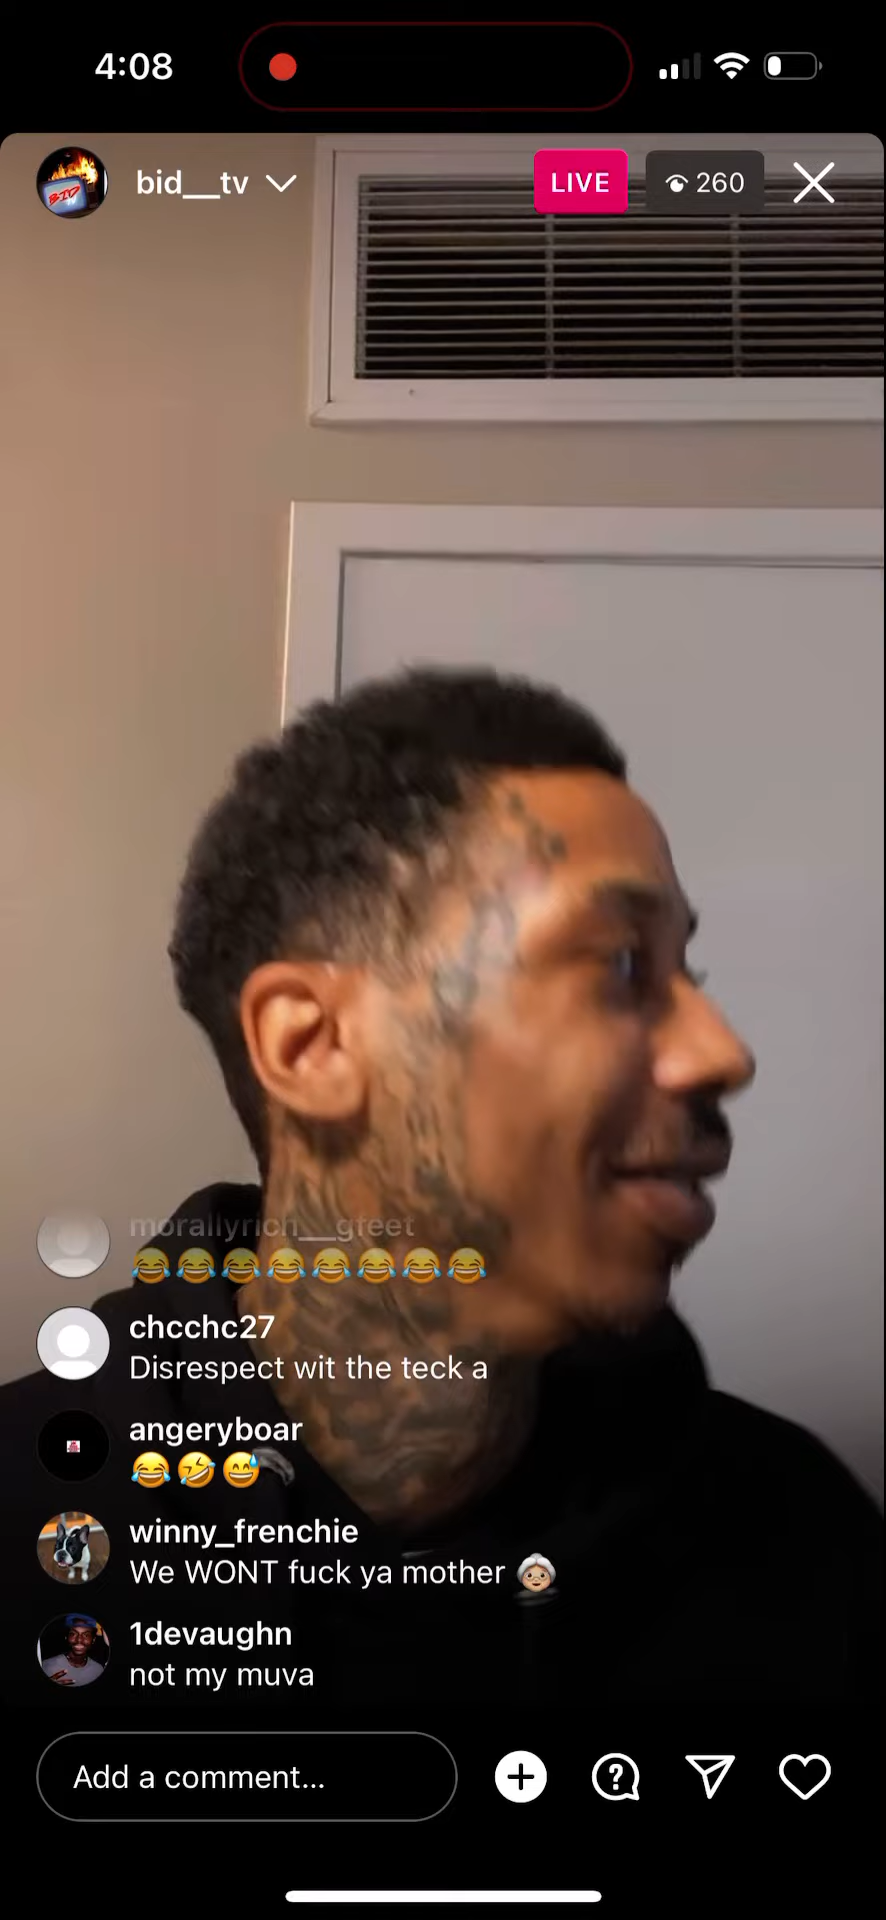 4:08
bid__tv
LIVE
260
morallyrich__gfeet
😂😂😂😂😂😂😂😂
chcchc27
Disrespect wit the teck a
angeryboar
😂🤣😅
winny_frenchie
We WONT fuck ya mother 👵🏼
1devaughn
not my muva
Add a comment...